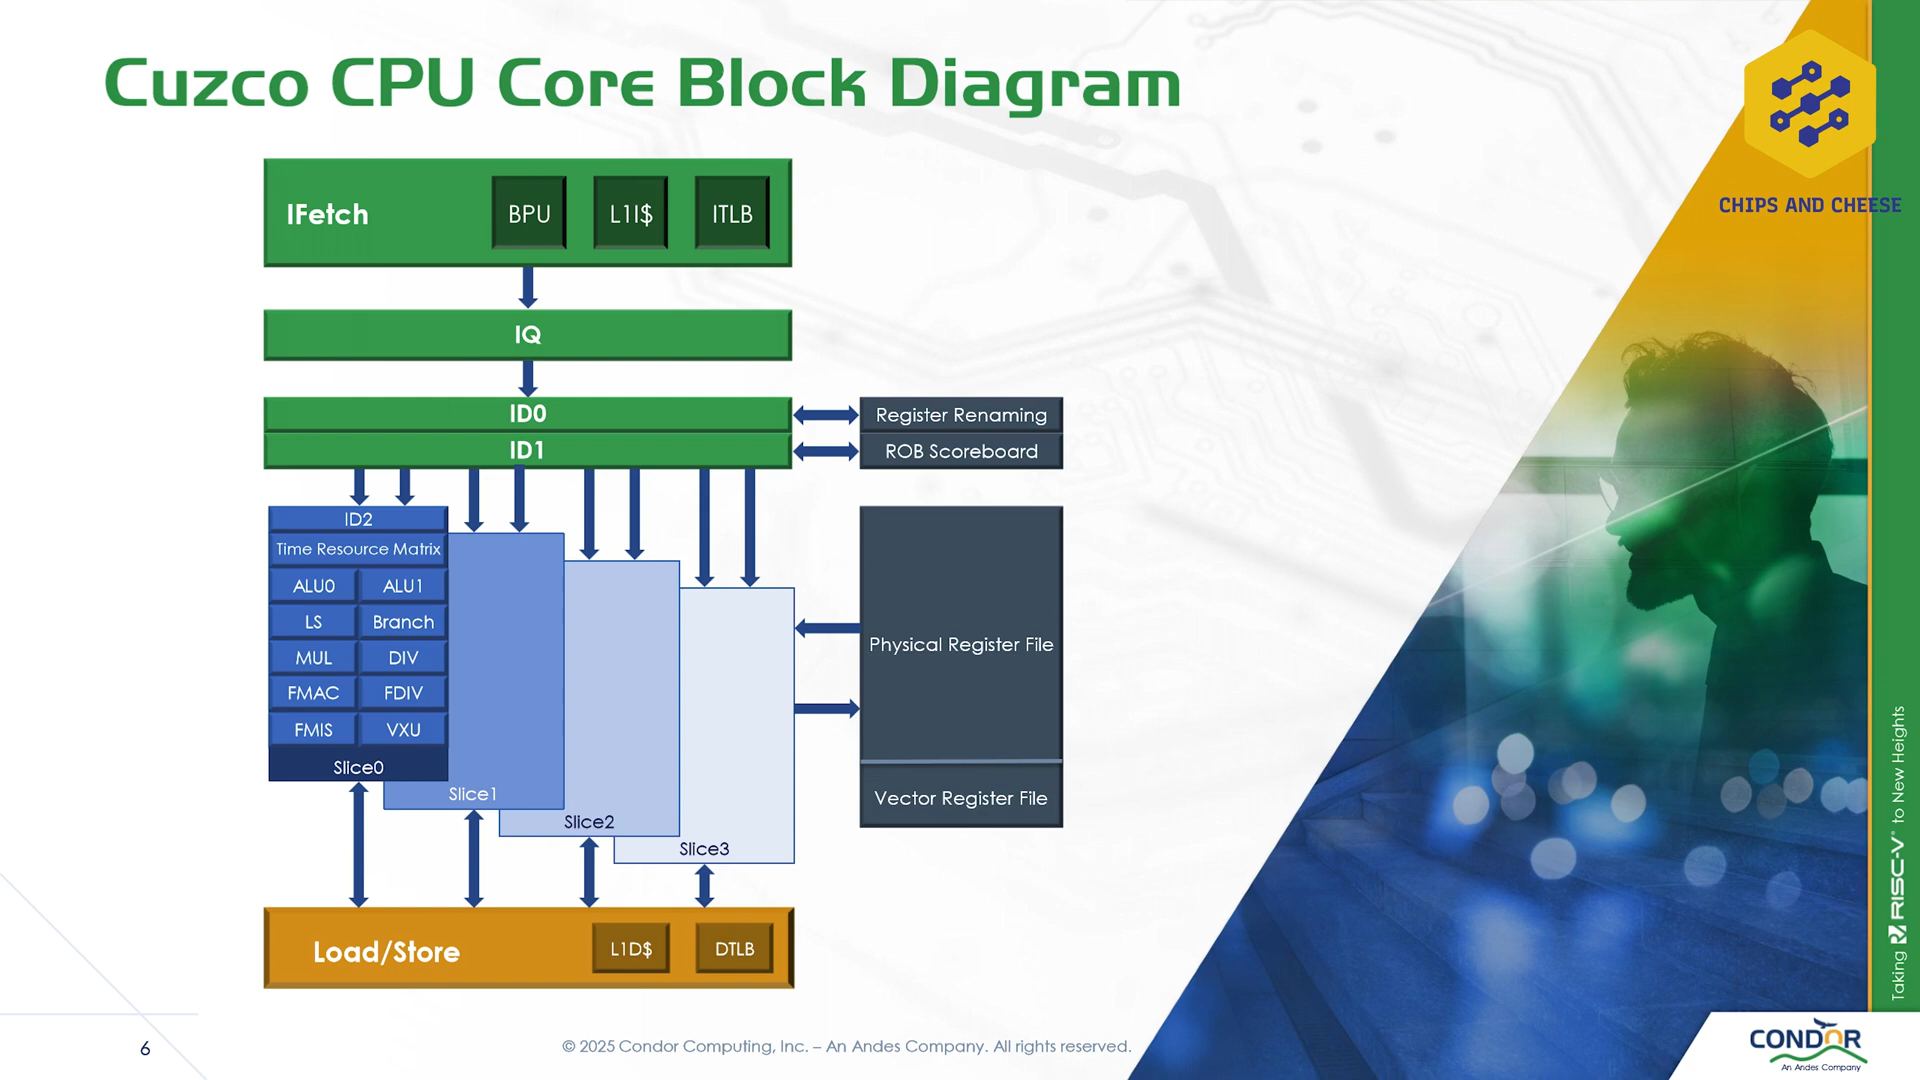 Cuzco CPU Core Block Diagram
CHIPS AND CHEESE
IFetch
BPU
L1I$
ITLB
IQ
ID0
ID1
Register Renaming
ROB Scoreboard
ID2
Time Resource Matrix
ALU0
ALU1
LS
Branch
MUL
DIV
FMAC
FDIV
FMIS
VXU
Slice0
Slice1
Slice2
Slice3
Physical Register File
Vector Register File
Load/Store
L1D$
DTLB
Taking RISC-V® to New Heights
6
© 2025 Condor Computing, Inc. – An Andes Company. All rights reserved.
CONDOR
An Andes Company